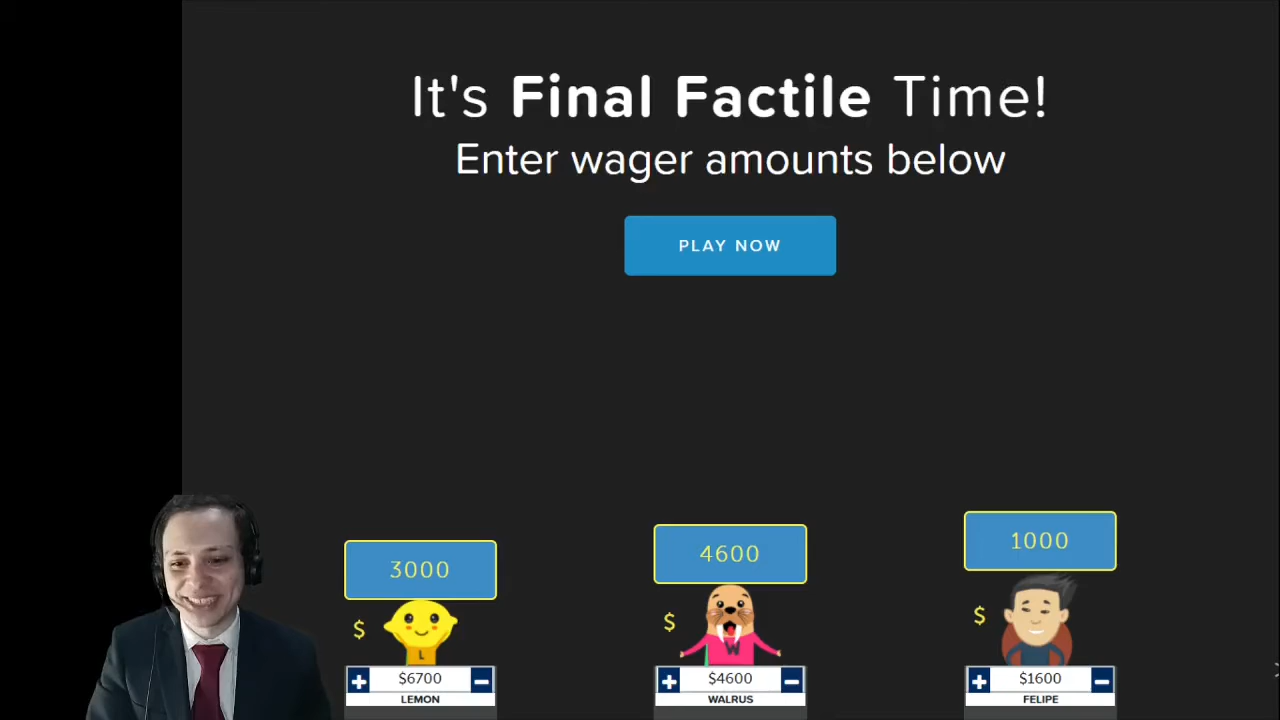 It's Final Factile Time!
Enter wager amounts below
PLAY NOW
3000
4600
1000
$
$
$
L
W
+ $6700 −
+ $4600 −
+ $1600 −
LEMON
WALRUS
FELIPE